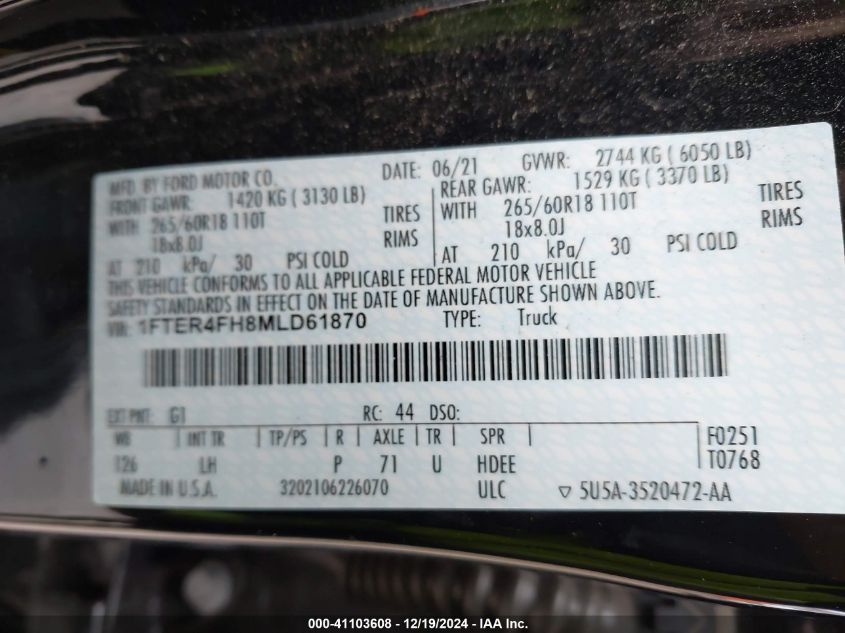 MFD. BY FORD MOTOR CO. DATE: 06/21 GVWR: 2744 KG ( 6050 LB)
FRONT GAWR: 1420 KG ( 3130 LB) REAR GAWR: 1529 KG ( 3370 LB)
WITH 265/60R18 110T TIRES WITH 265/60R18 110T TIRES
18x8.0J RIMS 18x8.0J RIMS
AT 210 kPa/ 30 PSI COLD AT 210 kPa/ 30 PSI COLD
THIS VEHICLE CONFORMS TO ALL APPLICABLE FEDERAL MOTOR VEHICLE
SAFETY STANDARDS IN EFFECT ON THE DATE OF MANUFACTURE SHOWN ABOVE.
VIN: 1FTER4FH8MLD61870 TYPE: Truck
EXT PNT: G1 RC: 44 DSO:
WB INT TR TP/PS R AXLE TR SPR F0251
126 LH P 71 U HDEE T0768
MADE IN U.S.A. 3202106226070 ULC ▽ 5U5A-3520472-AA
000-41103608 - 12/19/2024 - IAA Inc.